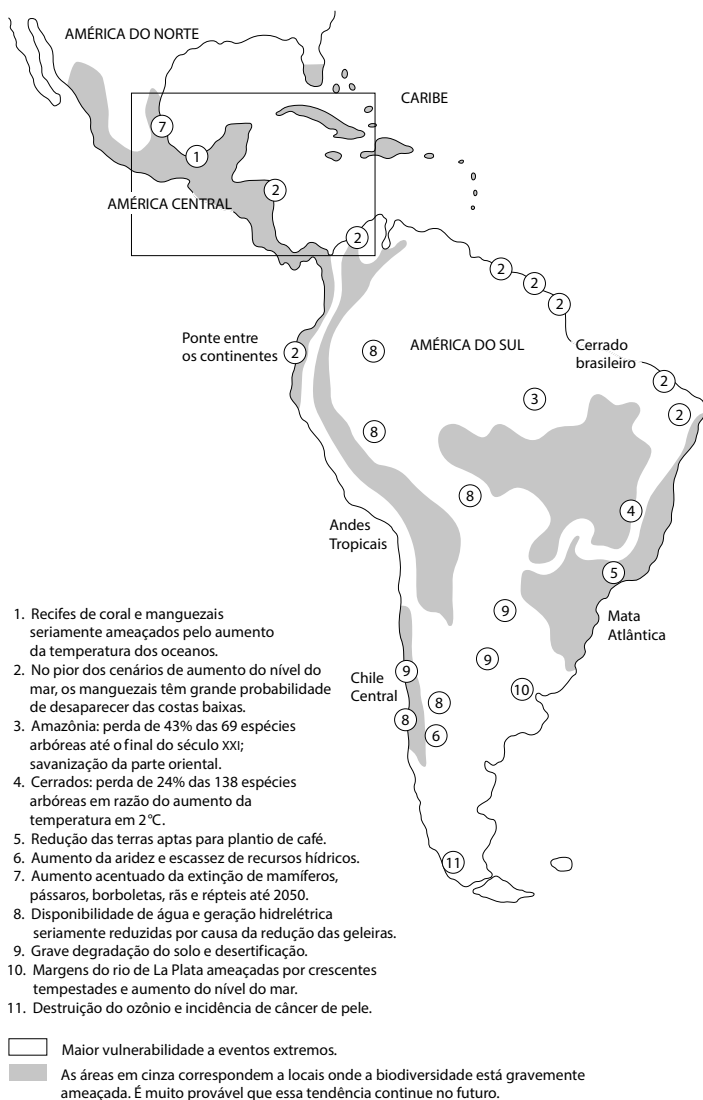 AMÉRICA DO NORTE
CARIBE
7
1
2
AMÉRICA CENTRAL
2
2
2
2
Ponte entre
os continentes
2
8
AMÉRICA DO SUL
Cerrado
brasileiro
2
3
2
8
8
4
Andes
Tropicais
5
9
Mata
Atlântica
9
9
Chile
Central
10
8
8
6
11
1. Recifes de coral e manguezais
seriamente ameaçados pelo aumento
da temperatura dos oceanos.
2. No pior dos cenários de aumento do nível do
mar, os manguezais têm grande probabilidade
de desaparecer das costas baixas.
3. Amazônia: perda de 43% das 69 espécies
arbóreas até o final do século XXI;
savanização da parte oriental.
4. Cerrados: perda de 24% das 138 espécies
arbóreas em razão do aumento da
temperatura em 2 °C.
5. Redução das terras aptas para plantio de café.
6. Aumento da aridez e escassez de recursos hídricos.
7. Aumento acentuado da extinção de mamíferos,
pássaros, borboletas, rãs e répteis até 2050.
8. Disponibilidade de água e geração hidrelétrica
seriamente reduzidas por causa da redução das geleiras.
9. Grave degradação do solo e desertificação.
10. Margens do rio de La Plata ameaçadas por crescentes
tempestades e aumento do nível do mar.
11. Destruição do ozônio e incidência de câncer de pele.
Maior vulnerabilidade a eventos extremos.
As áreas em cinza correspondem a locais onde a biodiversidade está gravemente
ameaçada. É muito provável que essa tendência continue no futuro.